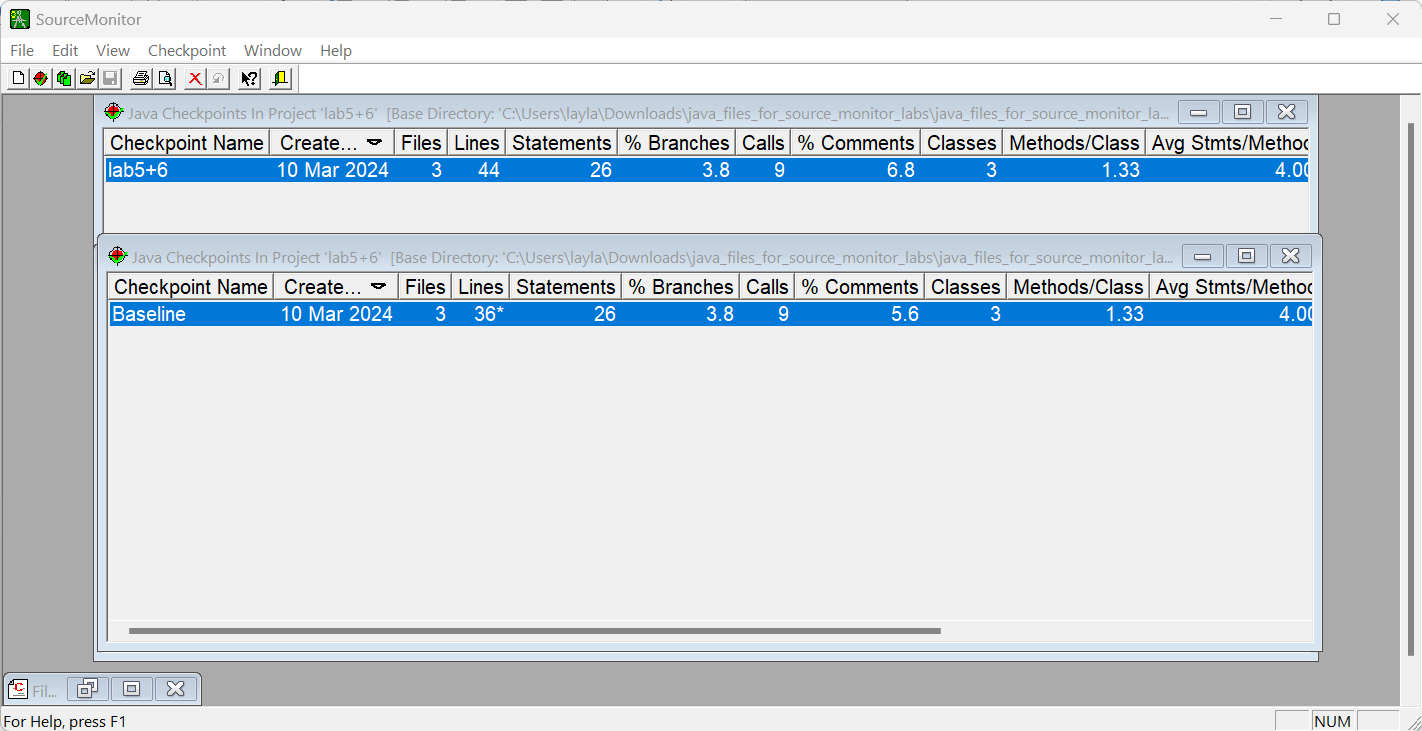 SourceMonitor
File Edit View Checkpoint Window Help
Java Checkpoints In Project 'lab5+6' [Base Directory: 'C:\Users\layla\Downloads\java_files_for_source_monitor_labs\java_files_for_source_monitor_la...
Checkpoint Name Create... Files Lines Statements % Branches Calls % Comments Classes Methods/Class Avg Stmts/Method
lab5+6 10 Mar 2024 3 44 26 3.8 9 6.8 3 1.33 4.00
Java Checkpoints In Project 'lab5+6' [Base Directory: 'C:\Users\layla\Downloads\java_files_for_source_monitor_labs\java_files_for_source_monitor_la...
Checkpoint Name Create... Files Lines Statements % Branches Calls % Comments Classes Methods/Class Avg Stmts/Method
Baseline 10 Mar 2024 3 36* 26 3.8 9 5.6 3 1.33 4.00
Fil...
For Help, press F1 NUM